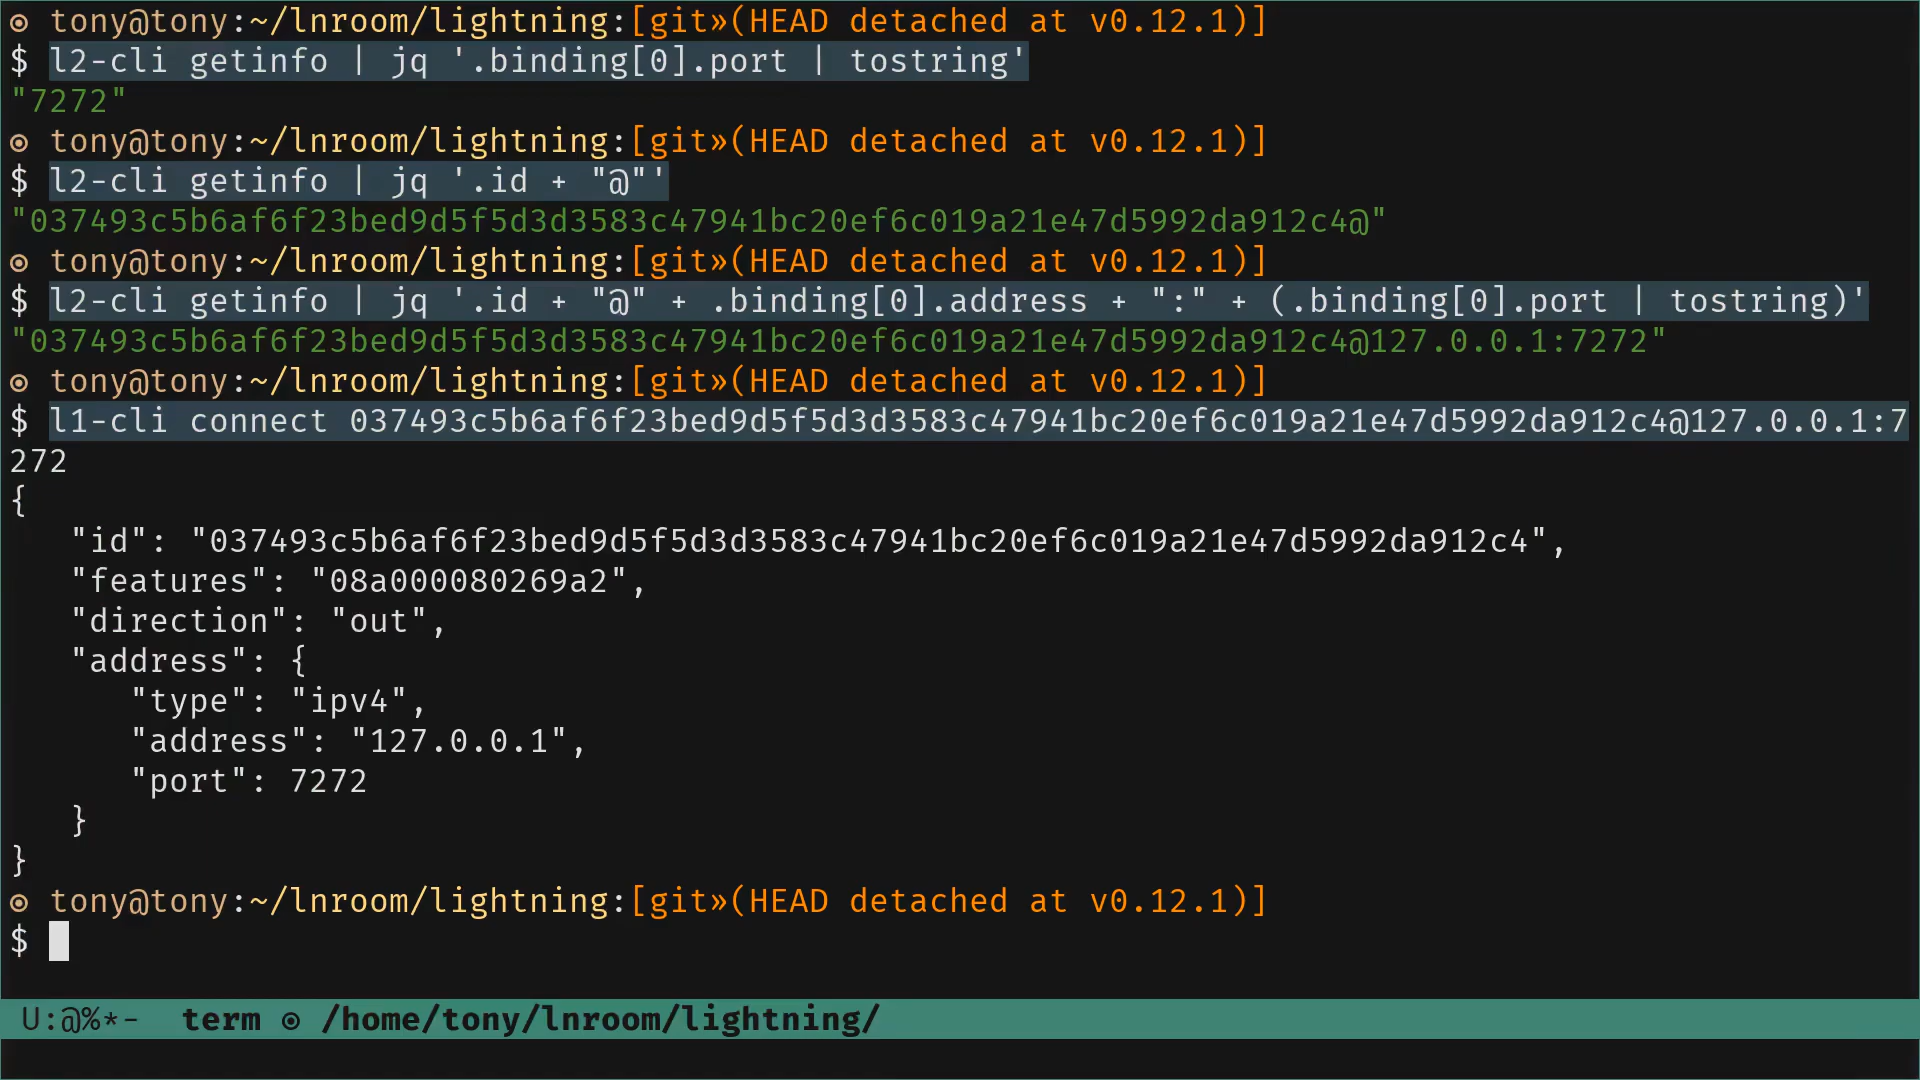 ⊙ tony@tony:~/lnroom/lightning:[git»(HEAD detached at v0.12.1)]
$ l2-cli getinfo | jq '.binding[0].port | tostring'
"7272"
⊙ tony@tony:~/lnroom/lightning:[git»(HEAD detached at v0.12.1)]
$ l2-cli getinfo | jq '.id + "@"'
"037493c5b6af6f23bed9d5f5d3d3583c47941bc20ef6c019a21e47d5992da912c4@"
⊙ tony@tony:~/lnroom/lightning:[git»(HEAD detached at v0.12.1)]
$ l2-cli getinfo | jq '.id + "@" + .binding[0].address + ":" + (.binding[0].port | tostring)'
"037493c5b6af6f23bed9d5f5d3d3583c47941bc20ef6c019a21e47d5992da912c4@127.0.0.1:7272"
⊙ tony@tony:~/lnroom/lightning:[git»(HEAD detached at v0.12.1)]
$ l1-cli connect 037493c5b6af6f23bed9d5f5d3d3583c47941bc20ef6c019a21e47d5992da912c4@127.0.0.1:7
272
{
   "id": "037493c5b6af6f23bed9d5f5d3d3583c47941bc20ef6c019a21e47d5992da912c4",
   "features": "08a000080269a2",
   "direction": "out",
   "address": {
      "type": "ipv4",
      "address": "127.0.0.1",
      "port": 7272
   }
}
⊙ tony@tony:~/lnroom/lightning:[git»(HEAD detached at v0.12.1)]
$
U:@%*-  term ⊙ /home/tony/lnroom/lightning/